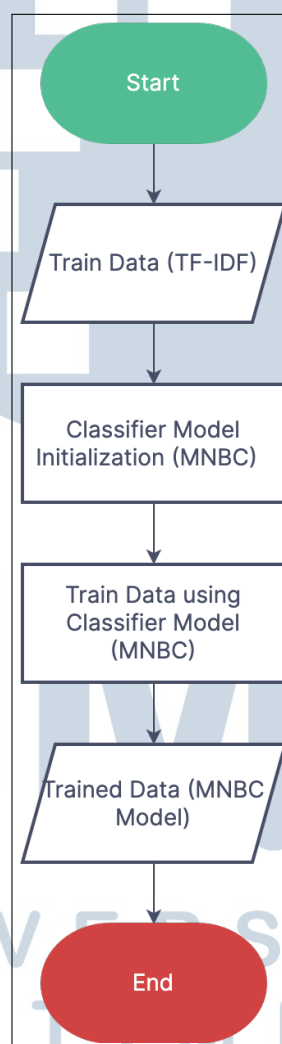 Start
Train Data (TF-IDF)
Classifier Model
Initialization (MNBC)
Train Data using
Classifier Model
(MNBC)
Trained Data (MNBC
Model)
End